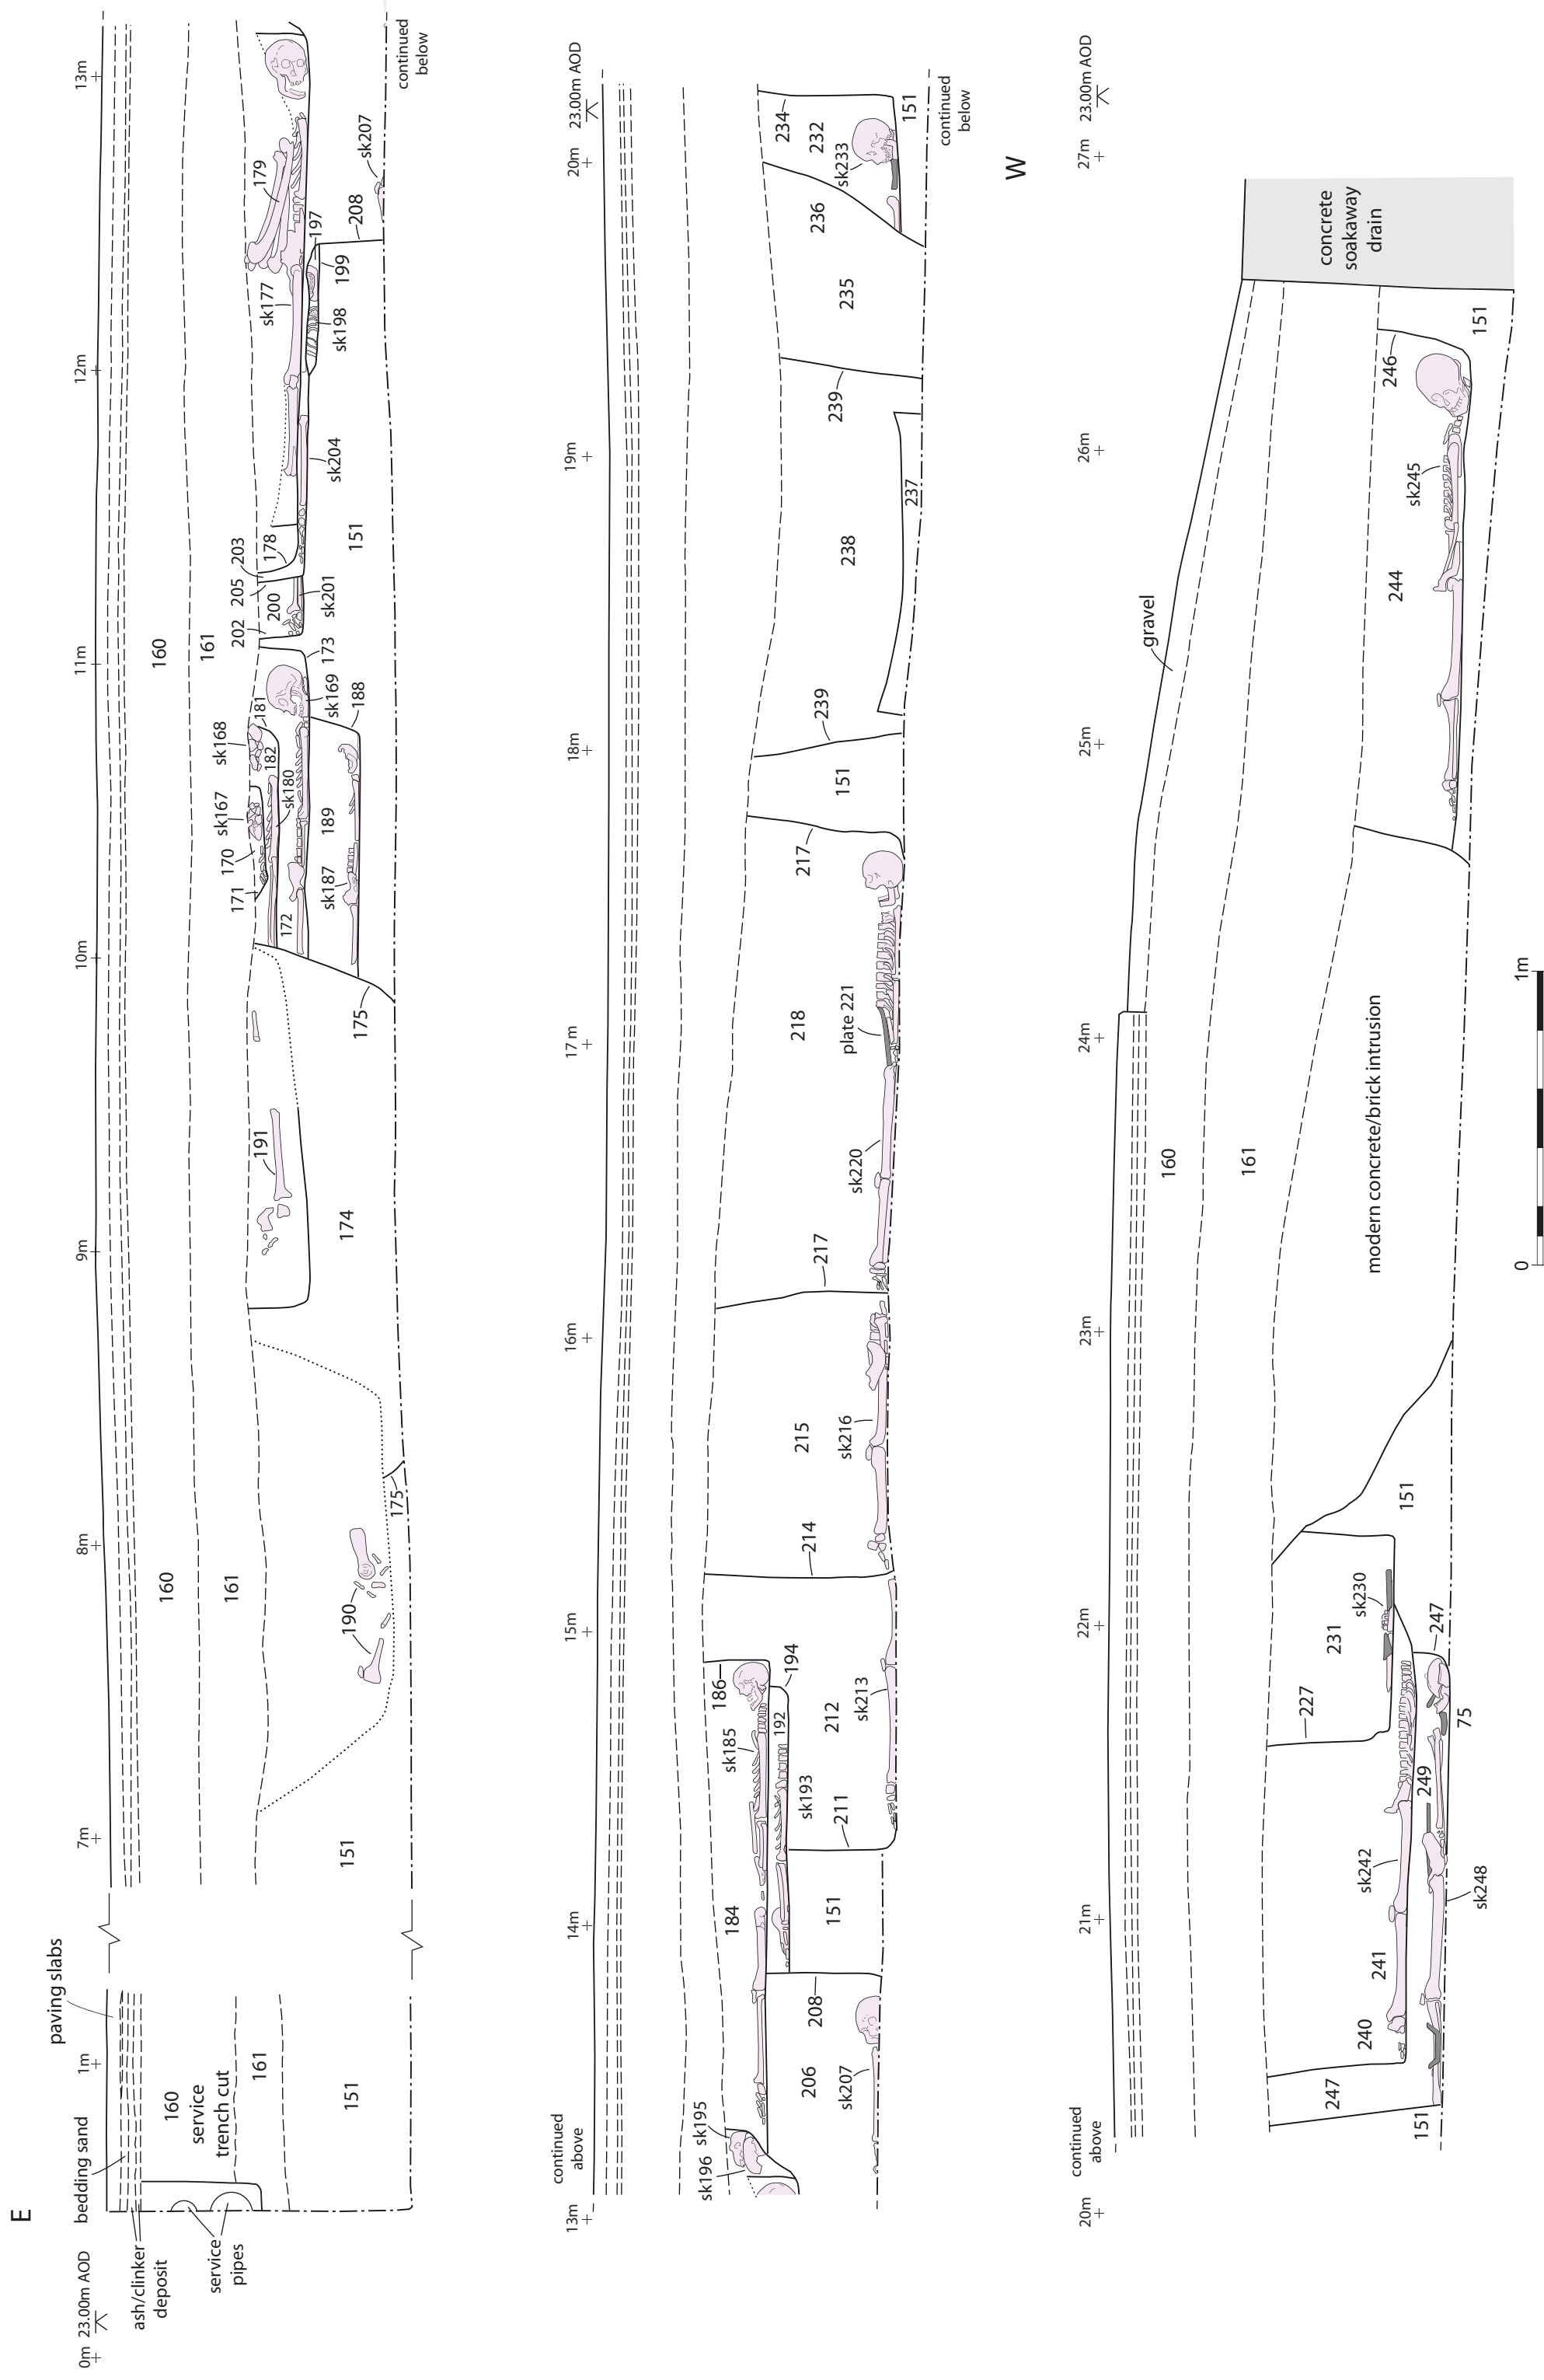 E
W
0m
23.00m AOD
1m
7m
8m
9m
10m
11m
12m
13m
bedding sand
paving slabs
ash/clinker
deposit
service
pipes
160
service
trench cut
161
151
151
160
161
190
175
174
191
175
171
170
sk167
sk168
181
182
sk180
172
sk187
189
188
sk169
173
160
161
202
200
205
203
178
sk201
151
sk204
sk177
179
sk198
199
197
208
sk207
continued
below
continued
above
13m
14m
15m
16m
17m
18m
19m
20m
23.00m AOD
sk196
sk195
206
sk207
208
184
151
sk185
186
sk193
192
194
211
212
sk213
214
215
sk216
217
sk220
218
plate 221
217
151
239
238
237
239
235
236
sk233
232
234
151
continued
below
continued
above
20m
21m
22m
23m
24m
25m
26m
27m
23.00m AOD
247
151
240
241
sk242
sk248
249
75
247
227
231
sk230
151
160
161
modern concrete/brick intrusion
gravel
244
sk245
246
151
concrete
soakaway
drain
0
1m